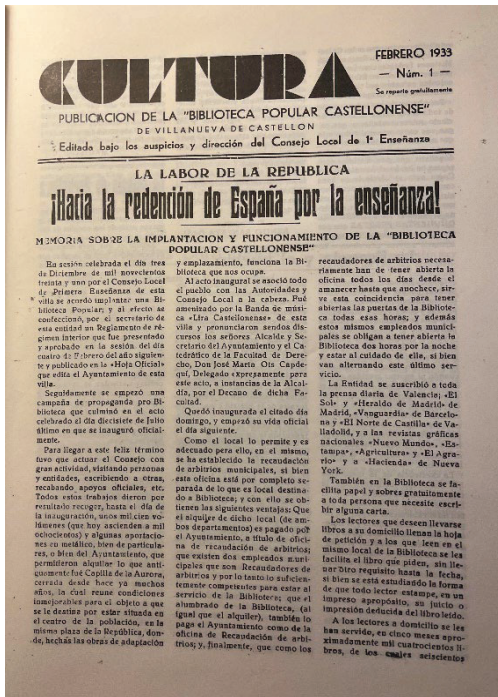 CULTURA
FEBRERO 1933
— Núm. 1 —
Se reparte gratuitamente
PUBLICACION DE LA "BIBLIOTECA POPULAR CASTELLONENSE"
DE VILLANUEVA DE CASTELLON
Editada bajo los auspicios y dirección del Consejo Local de 1ª Enseñanza
LA LABOR DE LA REPUBLICA
¡Hacia la redención de España por la enseñanza!
MEMORIA SOBRE LA IMPLANTACION Y FUNCIONAMIENTO DE LA "BIBLIOTECA
POPULAR CASTELLONENSE"
En sesión celebrada el día tres
de Diciembre de mil novecientos
treinta y uno por el Consejo Local
de Primera Enseñanza de esta
villa se acordó implantar una Bi-
blioteca Popular, y al efecto se
confeccionó, por el secretario de
esta entidad un Reglamento de ré-
gimen interior que fue presentado
y aprobado en la sesión del día
cuatro de Febrero del año siguien-
te y publicado en la «Hoja Oficial»
que edita el Ayuntamiento de esta
villa.
Seguidamente se empezó una
campaña de propaganda pro Bi-
blioteca que culminó en el acto
celebrado el día diecisiete de Julio
último en que se inauguró oficial-
mente.
Para llegar a este feliz término
tuvo que actuar el Consejo con
gran actividad, visitando personas
y entidades, escribiendo a otras,
recabando apoyos oficiales, etc.
Todos estos trabajos dieron por
resultado recoger, hasta el día de
la inauguración, unos mil cien vo-
lúmenes (que hoy ascienden a mil
ochocientos) y algunas aportacio-
nes en metálico, bien de particula-
res, o bien del Ayuntamiento, que
permitieron alquilar lo que anti-
guamente fué Capilla de la Aurora,
cerrada desde hace ya muchos
años, la cual reune condiciones
inmejorables para el objeto a que
se le destina por estar situada en
el centro de la población, en la
misma plaza de la República, don-
de, hechas las obras de adaptación
y emplazamiento, funciona la Bi-
blioteca que nos ocupa.
Al acto inaugural se asoció todo
el pueblo con las Autoridades y
Consejo Local a la cabeza. Fué
amenizado por la Banda de músi-
ca «Lira Castellonense» de esta
villa y pronunciaron sendos dis-
cursos los señores Alcalde y Se-
cretario del Ayuntamiento y el Ca-
tedrático de la Facultad de Dere-
cho, Don José María Ots Capde-
quí, Delegado expresamente para
este acto, a instancias de la Alcal-
día, por el Decano de dicha Fa-
cultad.
Quedó inaugurada el citado día
domingo, y empezó su vida oficial
el día siguiente.
Como el local lo permite y es
adecuado para ello, en el mismo,
se ha establecido la recaudación
de arbitrios municipales, si bien
esta oficina está por completo se-
parada de lo que es local destina-
do a Biblioteca; y con ello se ob-
tienen las siguientes ventajas: Que
el alquiler de dicho local (de am-
bos departamentos) es pagado por
el Ayuntamiento, a título de ofici-
na de recaudación de arbitrios;
que existen dos empleados muni-
cipales que son Recaudadores de
arbitrios y por lo tanto lo suficien-
temente competentes para estar al
servicio de la Biblioteca; que el
alumbrado de la Biblioteca, (al
igual que el alquiler), también lo
paga el Ayuntamiento como de la
oficina de Recaudación de arbi-
trios; y, finalmente, que como los
recaudadores de arbitrios necesa-
riamente han de tener abierta la
oficina todos los días desde el
amanecer hasta que anochece, sir-
ve esta coincidencia para tener
abiertas las puertas de la Bibliote-
ca todas esas horas; y además
estos mismos empleados munici-
pales se obligan a tener abierta la
Biblioteca dos horas por la noche
y estar al cuidado de ella, si bien
van alternando este último ser-
vicio.
La Entidad se suscribió a toda
la prensa diaria de Valencia; «El
Sol» y «Heraldo de Madrid» de
Madrid, «Vanguardia» de Barcelo-
na y «El Norte de Castilla» de Va-
lladolid, y a las revistas gráficas
nacionales «Nuevo Mundo», «Es-
tampa», «Agricultura» y «El Agra-
rio» y a «Hacienda» de Nueva
York.
También en la Biblioteca se fa-
cilita papel y sobres gratuitamente
a toda persona que necesite escri-
bir alguna carta.
Los lectores que deseen llevarse
libros a su domicilio llenan la hoja
de petición y a los que leen en el
mismo local de la Biblioteca se les
facilita el libro que piden, sin lle-
nar otro requisito hasta la fecha,
si bien se está estudiando la forma
de que todo lector estampe, en un
impreso apropósito, su juicio o
impresión deducida del libro leído.
A los lectores a domicilio se les
han servido, en cinco meses apro-
ximadamente mil cuatrocientos li-
bros, de los cuales seiscientos